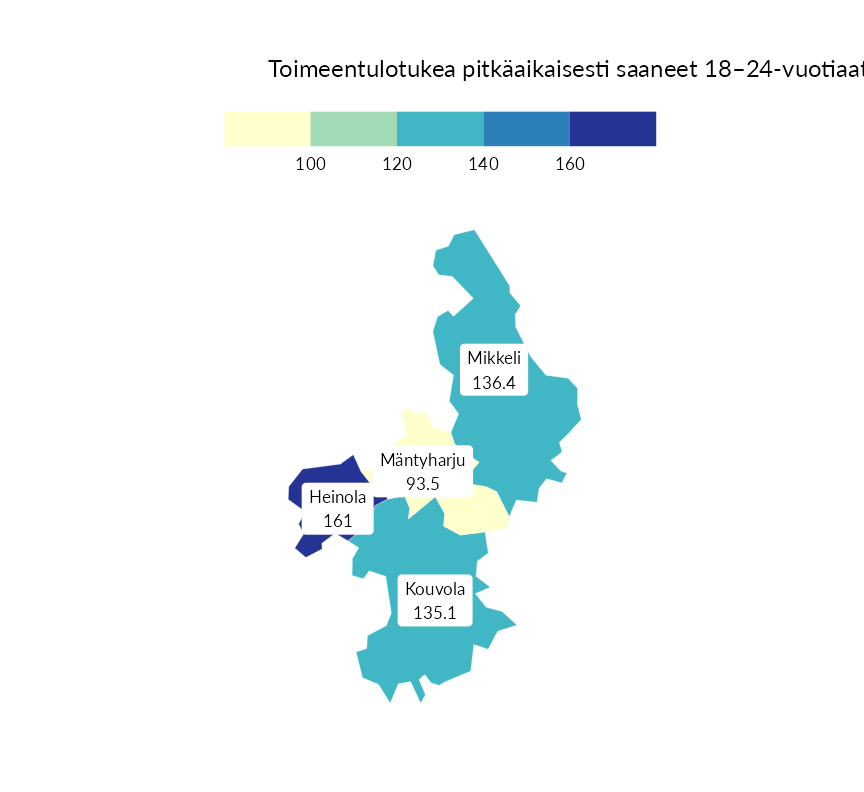 Toimeentulotukea pitkäaikaisesti saaneet 18–24-vuotiaat
100 120 140 160
Mikkeli
136.4
Mäntyharju
93.5
Heinola
161
Kouvola
135.1